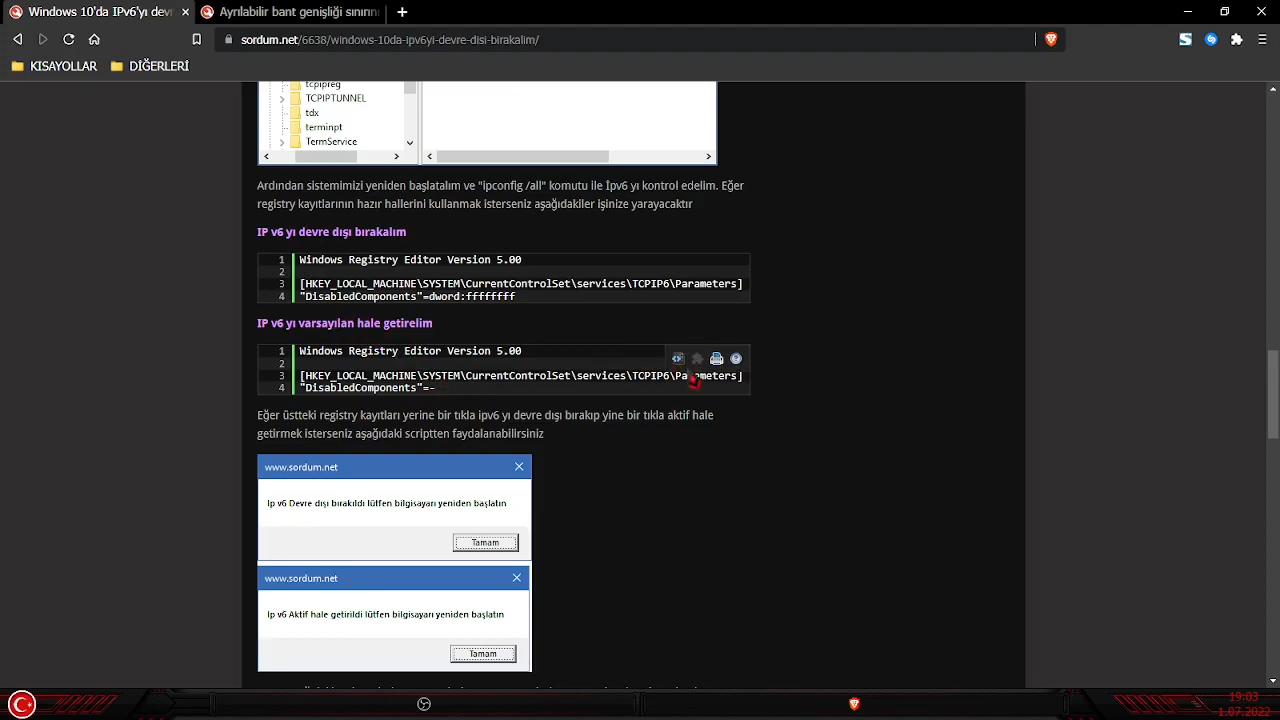 Windows 10'da IPv6'yı devr
Ayrılabilir bant genişliği sınırını
sordum.net/6638/windows-10da-ipv6yi-devre-disi-birakalim/
KISAYOLLAR
DİĞERLERİ
tcpipreg
TCPIPTUNNEL
tdx
terminpt
TermService
Ardından sistemimizi yeniden başlatalım ve "ipconfig /all" komutu ile İpv6 yı kontrol edelim. Eğer
registry kayıtlarının hazır hallerini kullanmak isterseniz aşağıdakiler işinize yarayacaktır
IP v6 yı devre dışı bırakalım
1 Windows Registry Editor Version 5.00
2
3 [HKEY_LOCAL_MACHINE\SYSTEM\CurrentControlSet\services\TCPIP6\Parameters]
4 "DisabledComponents"=dword:ffffffff
IP v6 yı varsayılan hale getirelim
1 Windows Registry Editor Version 5.00
2
3 [HKEY_LOCAL_MACHINE\SYSTEM\CurrentControlSet\services\TCPIP6\Parameters]
4 "DisabledComponents"=-
Eğer üstteki registry kayıtları yerine bir tıkla ipv6 yı devre dışı bırakıp yine bir tıkla aktif hale
getirmek isterseniz aşağıdaki scriptten faydalanabilirsiniz
www.sordum.net
Ip v6 Devre dışı bırakıldı lütfen bilgisayarı yeniden başlatın
Tamam
www.sordum.net
Ip v6 Aktif hale getirildi lütfen bilgisayarı yeniden başlatın
Tamam
19:03
1.07.2022